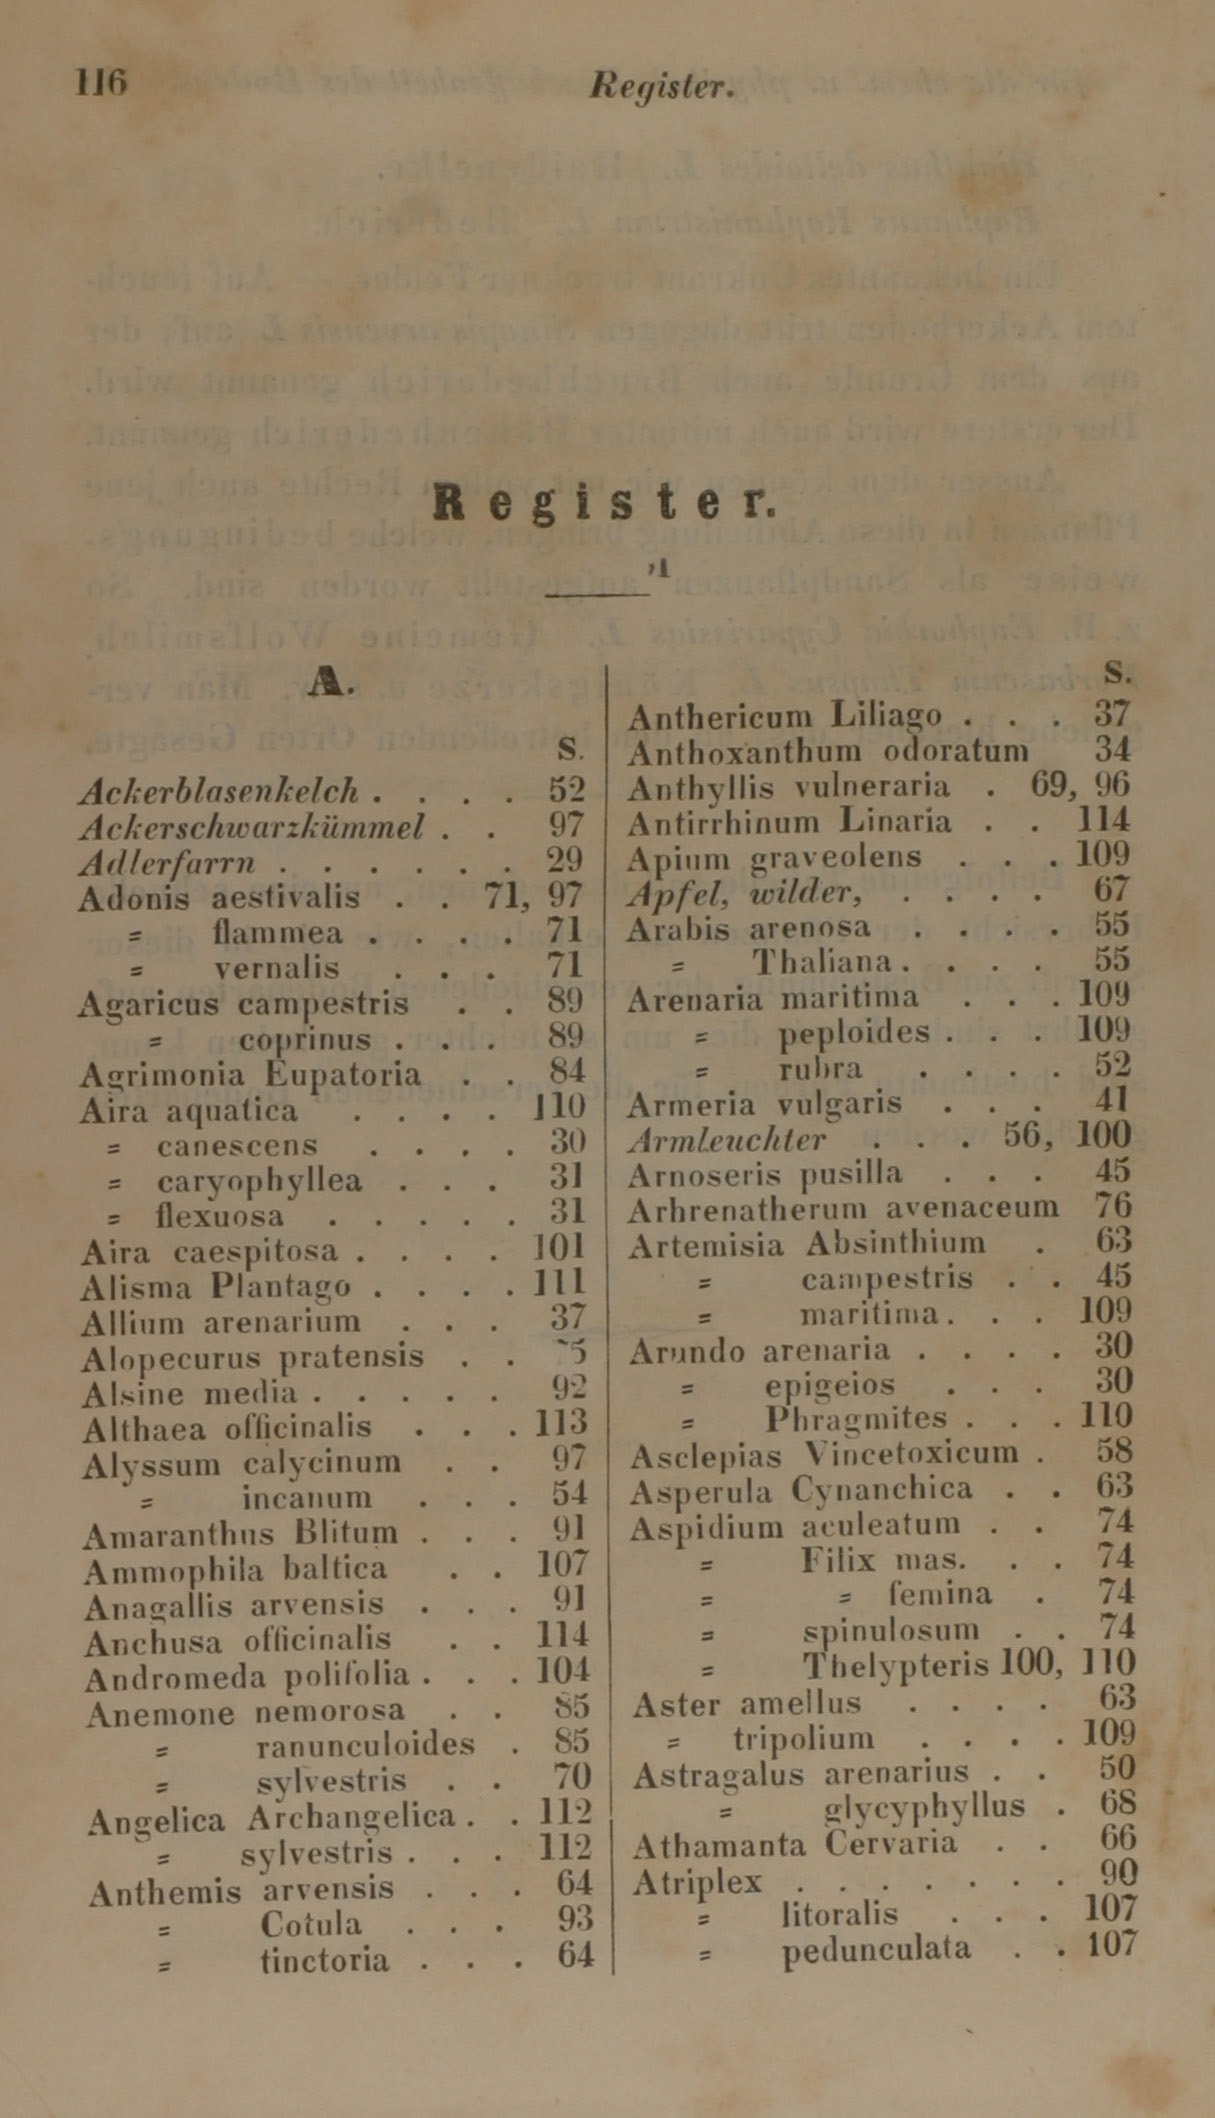 116 Register.
Register.
A.
S.
Ackerblasenkelch . . . . 52
Ackerschwarzkümmel . . 97
Adlerfarrn . . . . . . 29
Adonis aestivalis . . 71, 97
= flammea . . . . 71
= vernalis . . . 71
Agaricus campestris . . 89
= coprinus . . . 89
Agrimonia Eupatoria . . 84
Aira aquatica . . . . 110
= canescens . . . . 30
= caryophyllea . . . 31
= flexuosa . . . . . 31
Aira caespitosa . . . . 101
Alisma Plantago . . . . 111
Allium arenarium . . . 37
Alopecurus pratensis . .
Alsine media . . . . . 92
Althaea officinalis . . . 113
Alyssum calycinum . . 97
= incanum . . . 54
Amaranthus Blitum . . . 91
Ammophila baltica . . 107
Anagallis arvensis . . . 91
Anchusa officinalis . . 114
Andromeda polifolia . . . 104
Anemone nemorosa . . 85
= ranunculoides . 85
= sylvestris . . 70
Angelica Archangelica . . 112
= sylvestris . . . 112
Anthemis arvensis . . . 64
= Cotula . . . 93
= tinctoria . . . 64
S.
Anthericum Liliago . . . 37
Anthoxanthum odoratum 34
Anthyllis vulneraria . 69, 96
Antirrhinum Linaria . . 114
Apium graveolens . . . 109
Apfel, wilder, . . . . 67
Arabis arenosa . . . . 55
= Thaliana . . . . 55
Arenaria maritima . . . 109
= peploides . . . 109
= rubra . . . . 52
Armeria vulgaris . . . 41
Armleuchter . . . 56, 100
Arnoseris pusilla . . . 45
Arhrenatherum avenaceum 76
Artemisia Absinthium . 63
= campestris . . 45
= maritima . . . 109
Arundo arenaria . . . . 30
= epigeios . . . 30
= Phragmites . . . 110
Asclepias Vincetoxicum . 58
Asperula Cynanchica . . 63
Aspidium aculeatum . . 74
= Filix mas. . . 74
= = femina . 74
= spinulosum . . 74
= Thelypteris 100, 110
Aster amellus . . . . 63
= tripolium . . . . 109
Astragalus arenarius . . 50
= glycyphyllus . 68
Athamanta Cervaria . . 66
Atriplex . . . . . . . 90
= litoralis . . . 107
= pedunculata . . 107